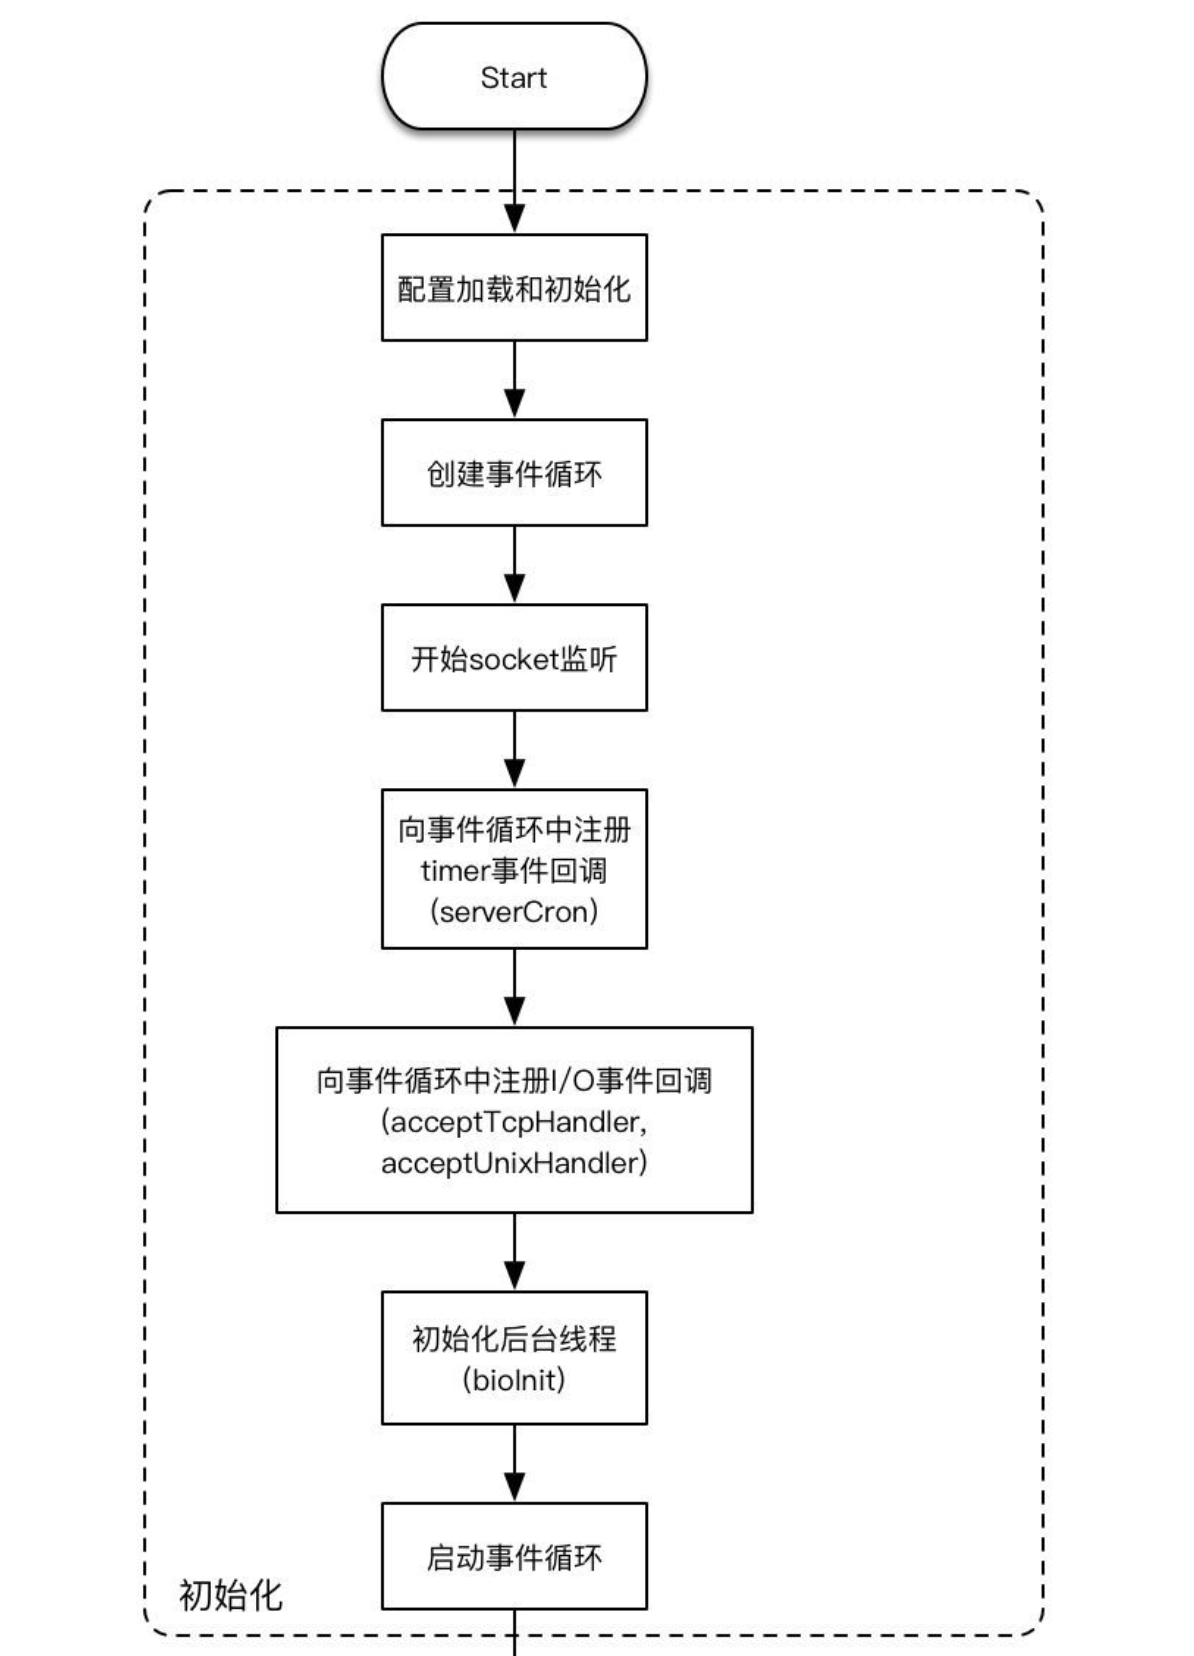 Start
配置加载和初始化
创建事件循环
开始socket监听
向事件循环中注册
timer事件回调
(serverCron)
向事件循环中注册I/O事件回调
(acceptTcpHandler,
acceptUnixHandler)
初始化后台线程
(bioInit)
启动事件循环
初始化